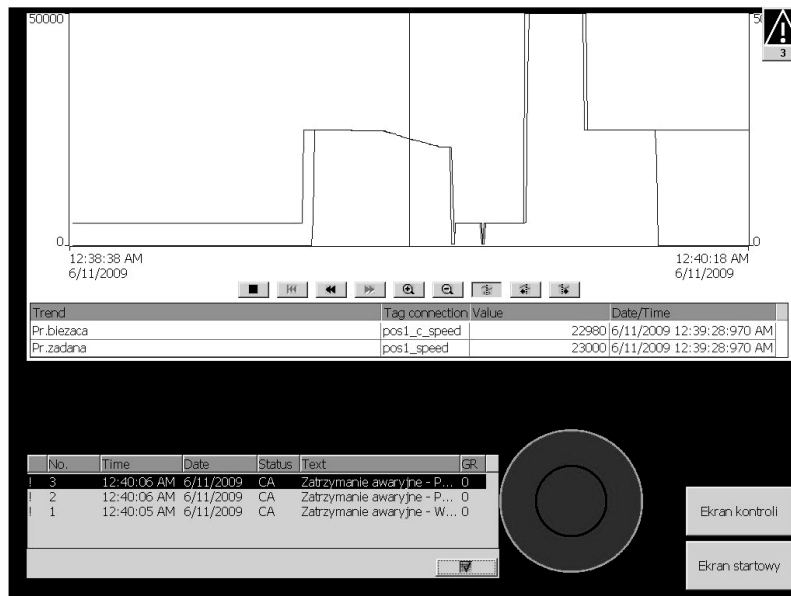 50000
3
0
0
12:38:38 AM
6/11/2009
12:40:18 AM
6/11/2009
Trend Tag connection Value Date/Time
Pr.biezaca pos1_c_speed 22980 6/11/2009 12:39:28:970 AM
Pr.zadana pos1_speed 23000 6/11/2009 12:39:28:970 AM
No. Time Date Status Text GR
! 3 12:40:06 AM 6/11/2009 CA Zatrzymanie awaryjne - P... 0
! 2 12:40:06 AM 6/11/2009 CA Zatrzymanie awaryjne - P... 0
! 1 12:40:05 AM 6/11/2009 CA Zatrzymanie awaryjne - W... 0
Ekran kontroli
Ekran startowy